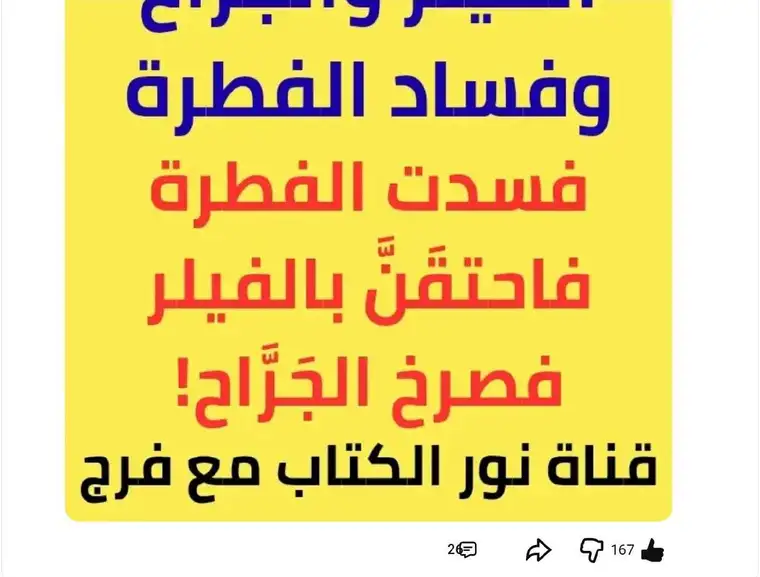 وفساد الفطرة
فسدت الفطرة
فاحتقَنَّ بالفيلر
فصرخ الجَرَّاح!
قناة نور الكتاب مع فرج
167
26